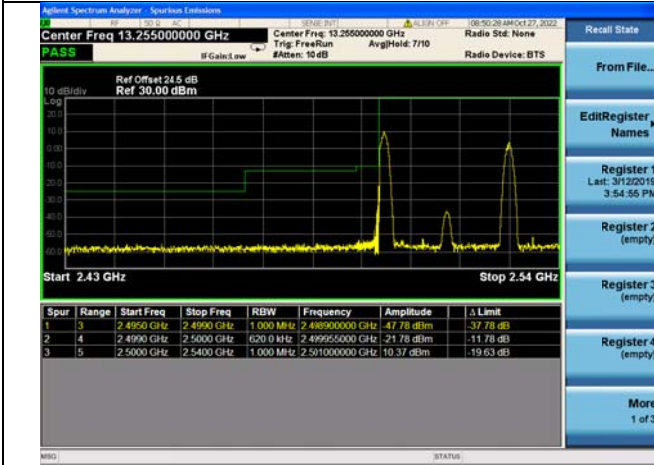 Agilent Spectrum Analyzer - Spurious Emissions
RF 50 Ω AC SENSE:INT ALIGN OFF 08:50:28 AM Oct 27, 2022
Center Freq 13.255000000 GHz
Center Freq: 13.255000000 GHz
Radio Std: None
Trig: FreeRun Avg|Hold: 7/10
PASS
IFGain:Low
#Atten: 10 dB
Radio Device: BTS
Ref Offset 24.5 dB
10 dB/div Ref 30.00 dBm
Log
20.0
10.0
0.00
-10.0
-20.0
-30.0
-40.0
-50.0
-60.0
Start 2.43 GHz
Stop 2.54 GHz
Spur Range Start Freq Stop Freq RBW Frequency Amplitude Δ Limit
1 3 2.4950 GHz 2.4990 GHz 1.000 MHz 2.498900000 GHz -47.78 dBm -37.78 dB
2 4 2.4990 GHz 2.5000 GHz 620.0 kHz 2.499955000 GHz -21.78 dBm -11.78 dB
3 5 2.5000 GHz 2.5400 GHz 1.000 MHz 2.501000000 GHz 10.37 dBm -19.63 dB
MSG
STATUS
Recall State
From File...
EditRegister
Names
Register 1
Last: 3/12/2019
3:54:55 PM
Register 2
(empty)
Register 3
(empty)
Register 4
(empty)
More
1 of 3